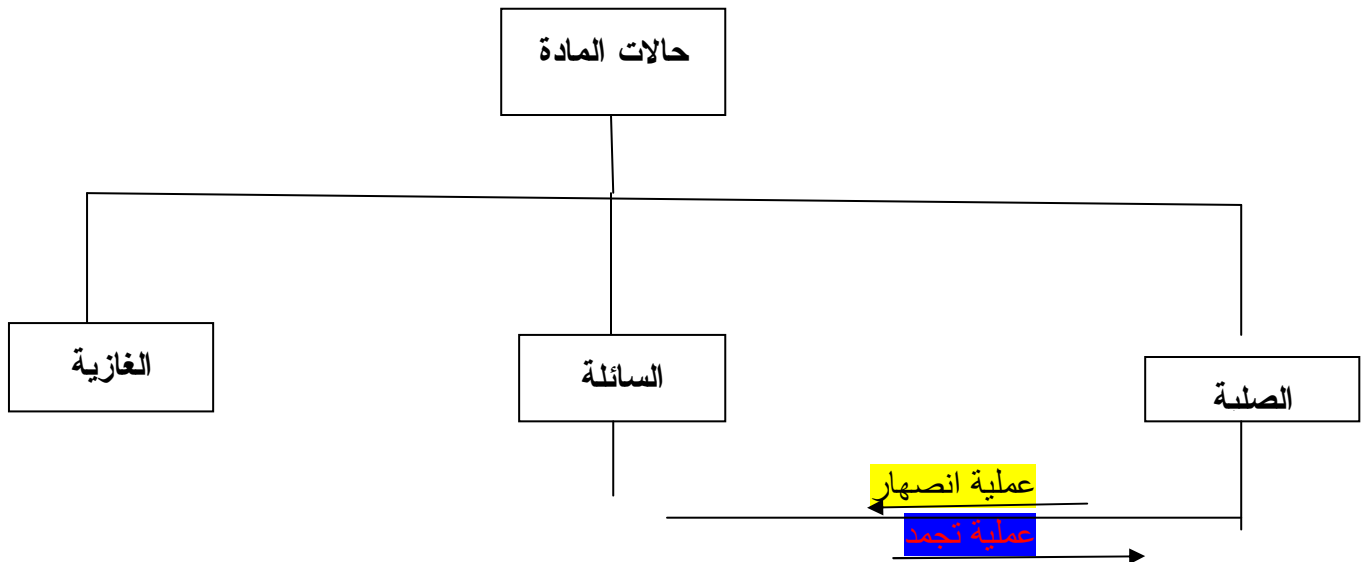 حالات المادة
الصلبة
السائلة
الغازية
عملية انصهار
عملية تجمد